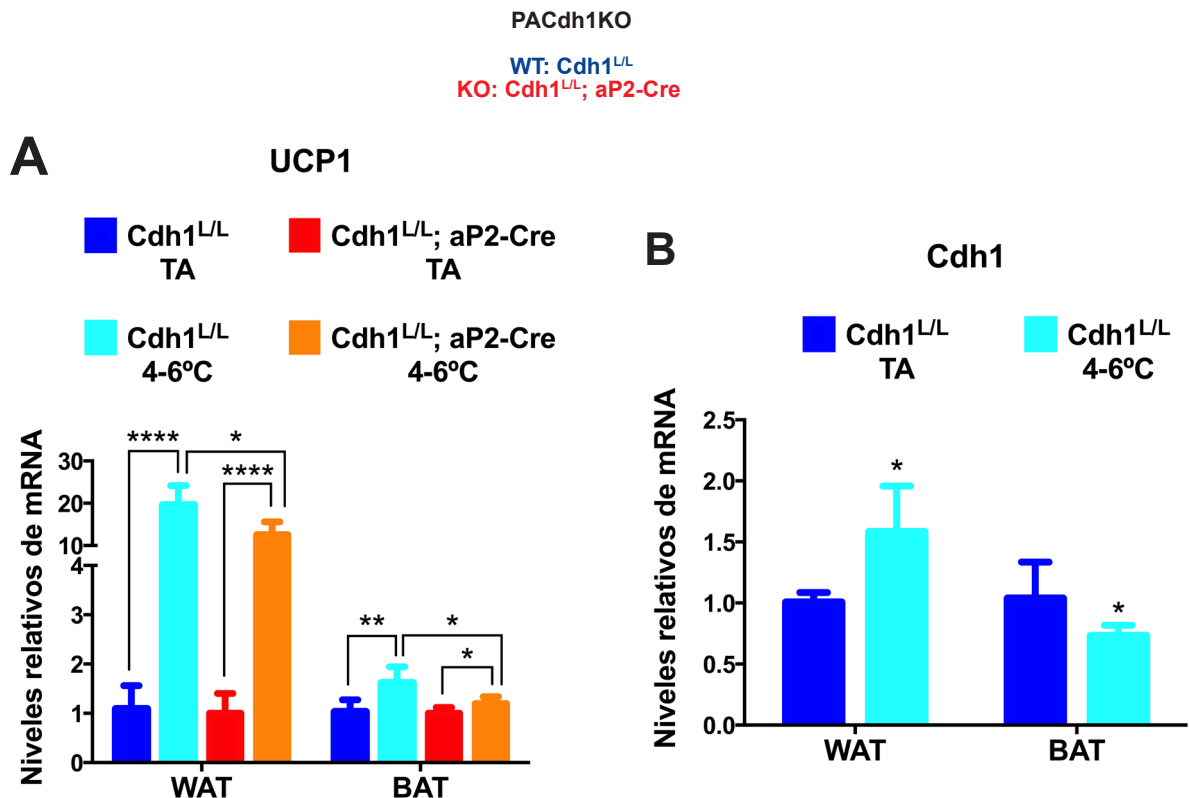 PACdh1KO
WT: Cdh1L/L
KO: Cdh1L/L; aP2-Cre
A
UCP1
Cdh1L/L
TA
Cdh1L/L; aP2-Cre
TA
Cdh1L/L
4-6ºC
Cdh1L/L; aP2-Cre
4-6ºC
Niveles relativos de mRNA
30
20
10
4
3
2
1
0
****
*
****
**
*
*
WAT
BAT
B
Cdh1
Cdh1L/L
TA
Cdh1L/L
4-6ºC
Niveles relativos de mRNA
2.5
2.0
1.5
1.0
0.5
0.0
*
*
WAT
BAT